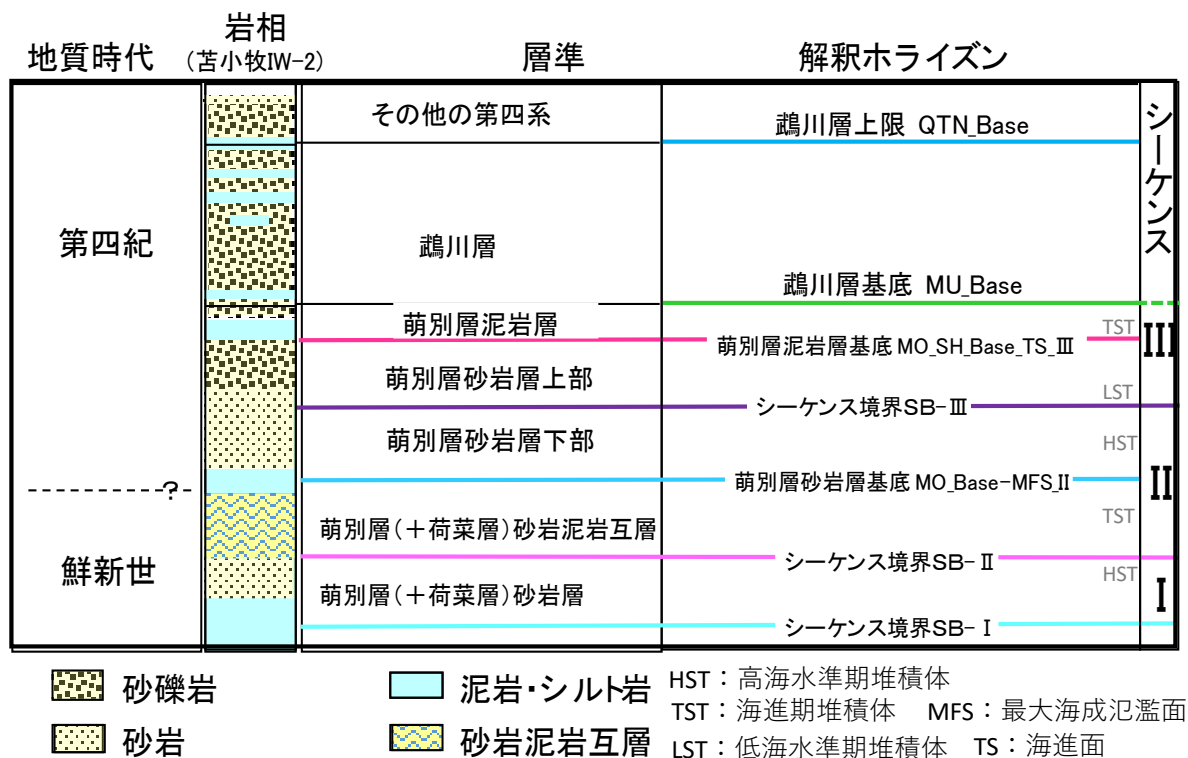 地質時代
岩相
(苫小牧IW-2)
層準
解釈ホライズン
シーケンス
第四紀
?
鮮新世
その他の第四系
鵡川層上限 QTN_Base
鵡川層
鵡川層基底 MU_Base
萌別層泥岩層
TST
萌別層泥岩層基底 MO_SH_Base_TS_Ⅲ
Ⅲ
萌別層砂岩層上部
LST
シーケンス境界SB-Ⅲ
萌別層砂岩層下部
HST
萌別層砂岩層基底 MO_Base-MFS_II
Ⅱ
TST
萌別層(+荷菜層)砂岩泥岩互層
シーケンス境界SB-Ⅱ
HST
萌別層(+荷菜層)砂岩層
Ⅰ
シーケンス境界SB-Ⅰ
砂礫岩
泥岩・シルト岩
HST:高海水準期堆積体
TST:海進期堆積体 MFS:最大海成氾濫面
砂岩
砂岩泥岩互層
LST:低海水準期堆積体 TS:海進面